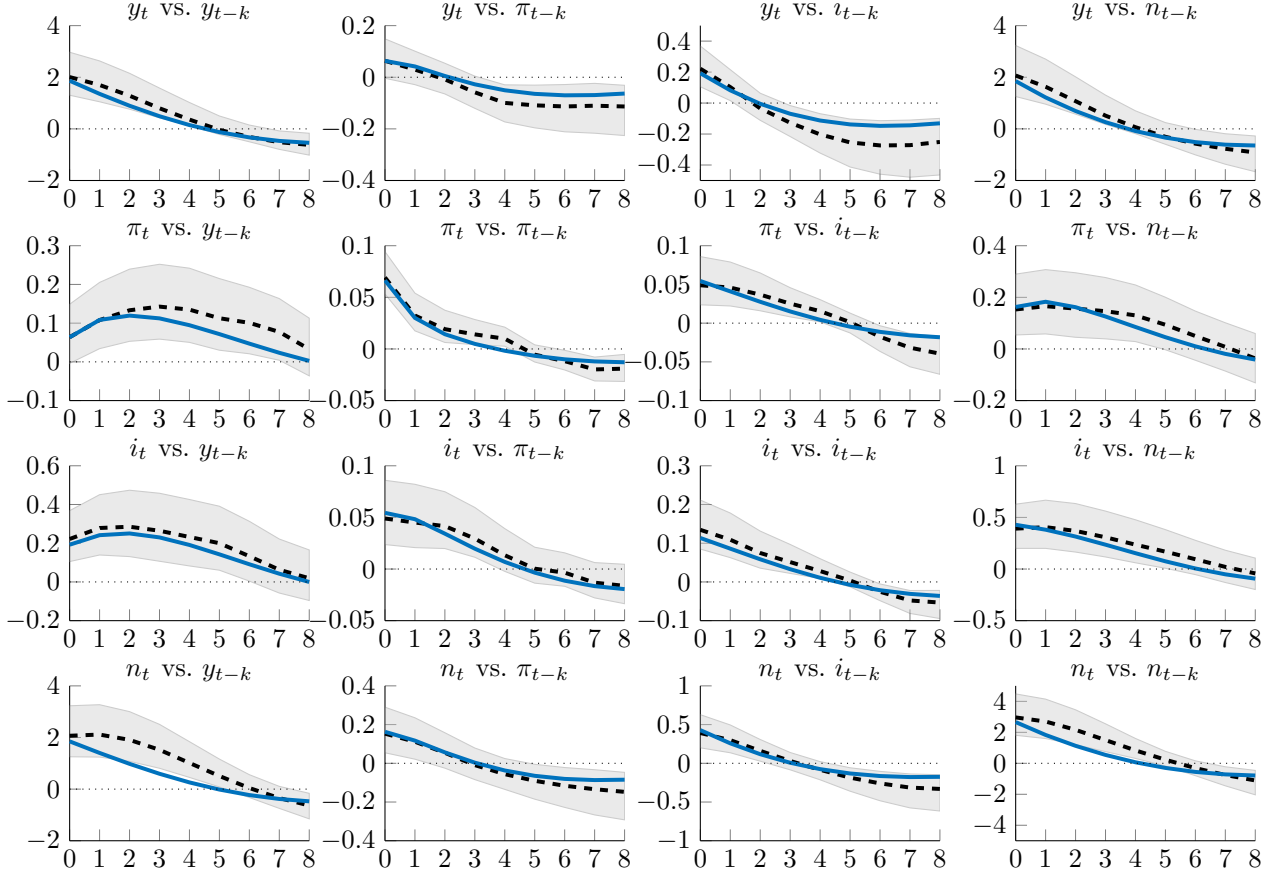 y_t vs. y_{t−k}
4
2
0
−2
0 1 2 3 4 5 6 7 8
y_t vs. π_{t−k}
0.2
0
−0.2
−0.4
0 1 2 3 4 5 6 7 8
y_t vs. i_{t−k}
0.4
0.2
0
−0.2
−0.4
0 1 2 3 4 5 6 7 8
y_t vs. n_{t−k}
4
2
0
−2
0 1 2 3 4 5 6 7 8
π_t vs. y_{t−k}
0.3
0.2
0.1
0
−0.1
0 1 2 3 4 5 6 7 8
π_t vs. π_{t−k}
0.1
0.05
0
−0.05
0 1 2 3 4 5 6 7 8
π_t vs. i_{t−k}
0.1
0.05
0
−0.05
−0.1
0 1 2 3 4 5 6 7 8
π_t vs. n_{t−k}
0.4
0.2
0
−0.2
0 1 2 3 4 5 6 7 8
i_t vs. y_{t−k}
0.6
0.4
0.2
0
−0.2
0 1 2 3 4 5 6 7 8
i_t vs. π_{t−k}
0.1
0.05
0
−0.05
0 1 2 3 4 5 6 7 8
i_t vs. i_{t−k}
0.3
0.2
0.1
0
−0.1
0 1 2 3 4 5 6 7 8
i_t vs. n_{t−k}
1
0.5
0
−0.5
0 1 2 3 4 5 6 7 8
n_t vs. y_{t−k}
4
2
0
−2
0 1 2 3 4 5 6 7 8
n_t vs. π_{t−k}
0.4
0.2
0
−0.2
−0.4
0 1 2 3 4 5 6 7 8
n_t vs. i_{t−k}
1
0.5
0
−0.5
−1
0 1 2 3 4 5 6 7 8
n_t vs. n_{t−k}
4
2
0
−2
−4
0 1 2 3 4 5 6 7 8